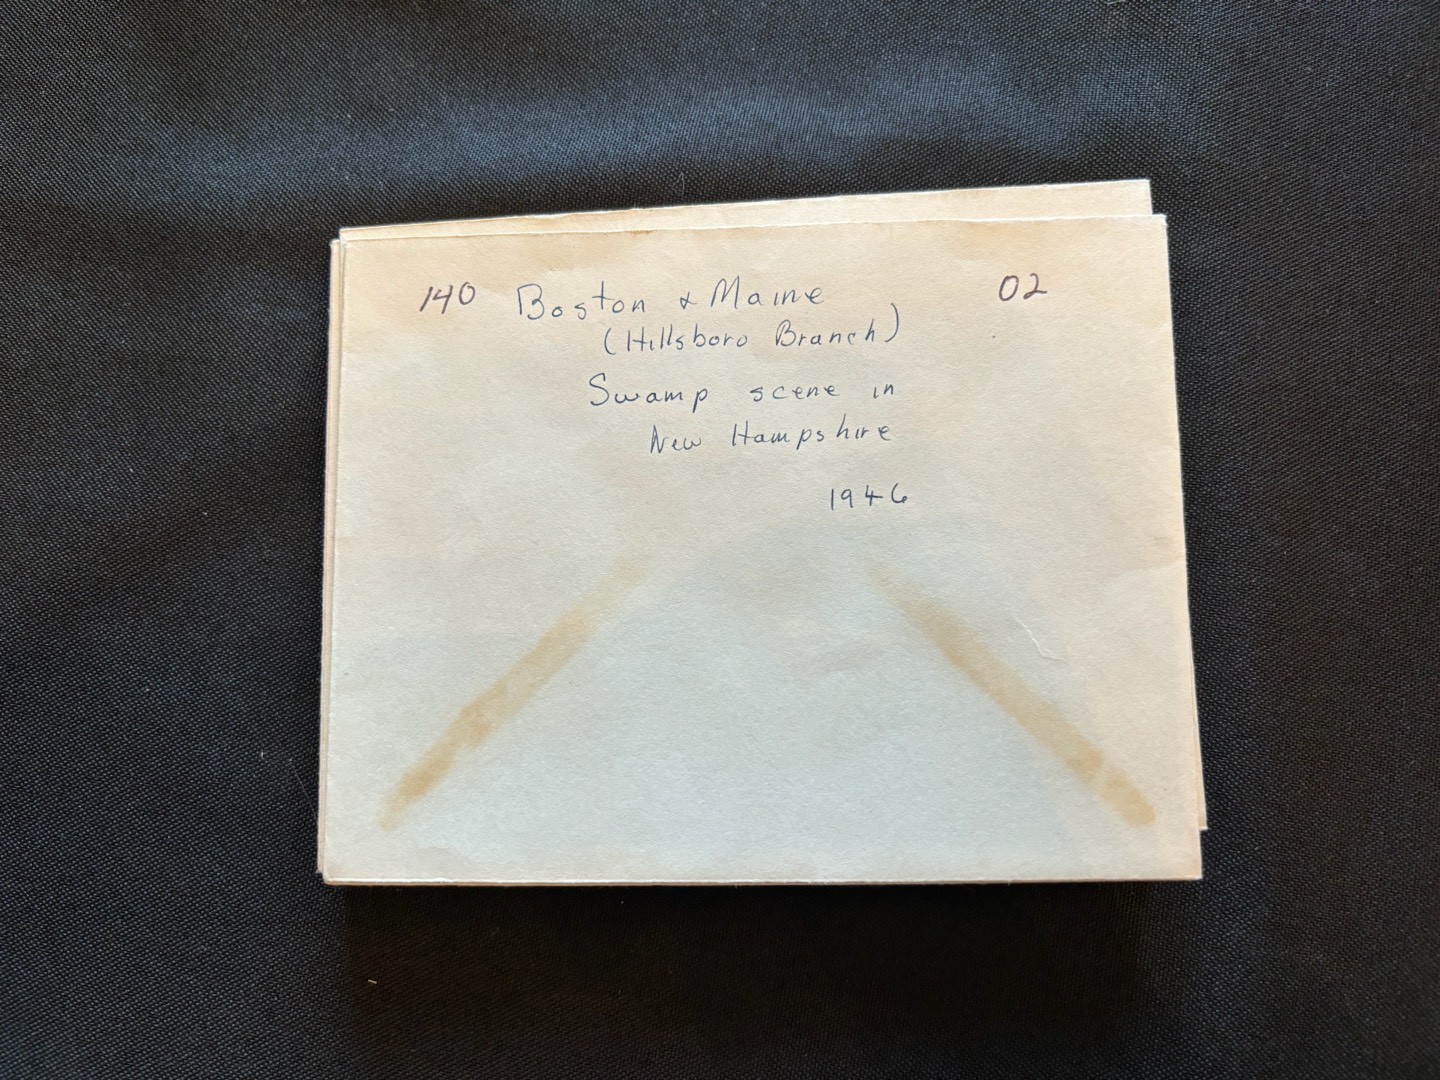 140 Boston & Maine 02
(Hillsboro Branch)
Swamp scene in
New Hampshire
1946